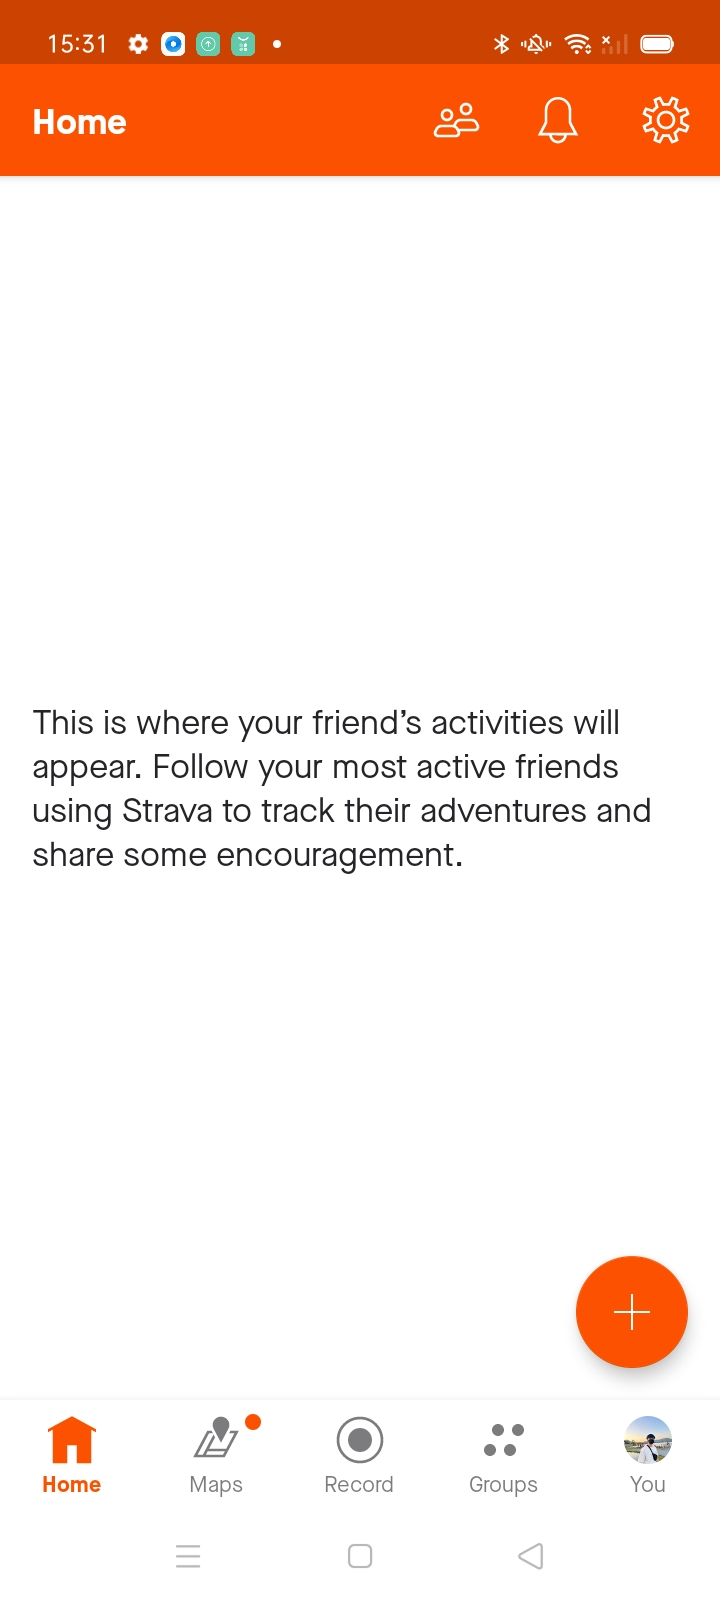 15:31
Home
This is where your friend’s activities will
appear. Follow your most active friends
using Strava to track their adventures and
share some encouragement.
Home
Maps
Record
Groups
You